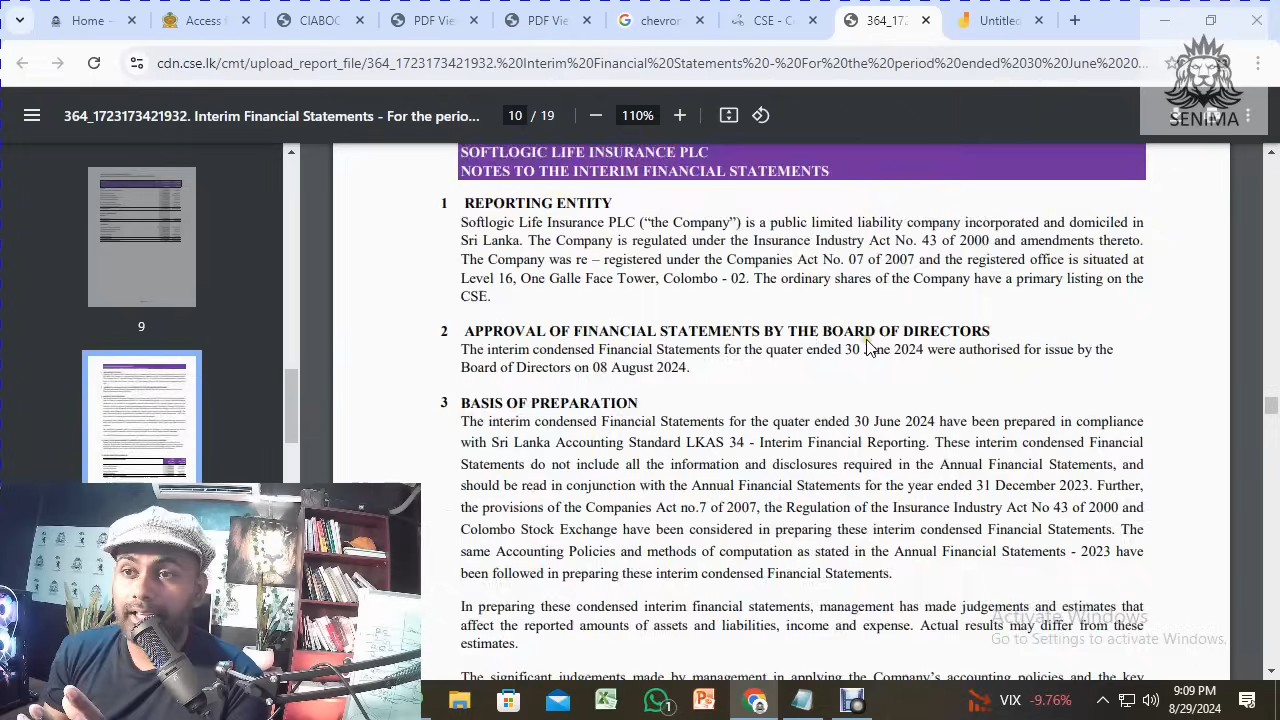 Home -
Access f
CIABOC
PDF Vie
PDF Vie
chevron
CSE - C
364_172
Untitled
cdn.cse.lk/cmt/upload_report_file/364_1723173421932.%20Interim%20Financial%20Statements%20-%20For%20the%20period%20ended%2030%20June%2020...
SENIMA
364_1723173421932. Interim Financial Statements - For the perio...
10 / 19
110%
9
SOFTLOGIC LIFE INSURANCE PLC
NOTES TO THE INTERIM FINANCIAL STATEMENTS
1 REPORTING ENTITY
Softlogic Life Insurance PLC (“the Company”) is a public limited liability company incorporated and domiciled in
Sri Lanka. The Company is regulated under the Insurance Industry Act No. 43 of 2000 and amendments thereto.
The Company was re – registered under the Companies Act No. 07 of 2007 and the registered office is situated at
Level 16, One Galle Face Tower, Colombo - 02. The ordinary shares of the Company have a primary listing on the
CSE.
2 APPROVAL OF FINANCIAL STATEMENTS BY THE BOARD OF DIRECTORS
The interim condensed Financial Statements for the quater ended 30 June 2024 were authorised for issue by the
Board of Directors on 08 August 2024.
3 BASIS OF PREPARATION
The interim condensed Financial Statements for the quater ended 30 June 2024 have been prepared in compliance
with Sri Lanka Accounting Standard LKAS 34 - Interim Financial Reporting. These interim condensed Financial
Statements do not include all the information and disclosures required in the Annual Financial Statements, and
should be read in conjunction with the Annual Financial Statements for the year ended 31 December 2023. Further,
the provisions of the Companies Act no.7 of 2007, the Regulation of the Insurance Industry Act No 43 of 2000 and
Colombo Stock Exchange have been considered in preparing these interim condensed Financial Statements. The
same Accounting Policies and methods of computation as stated in the Annual Financial Statements - 2023 have
been followed in preparing these interim condensed Financial Statements.
In preparing these condensed interim financial statements, management has made judgements and estimates that
affect the reported amounts of assets and liabilities, income and expense. Actual results may differ from these
estimates.
The significant judgements made by management in applying the Company’s accounting policies and the key
Activate Windows
Go to Settings to activate Windows.
1
VIX -9.76%
9:09 PM
8/29/2024